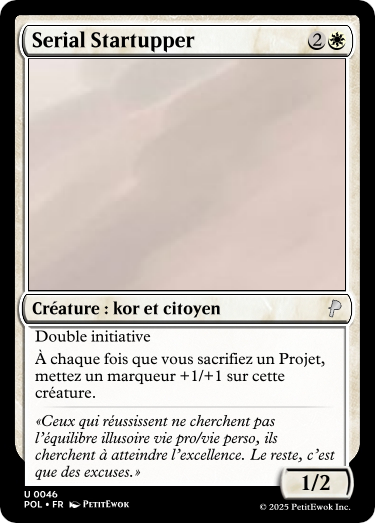 Serial Startupper 2
Créature : kor et citoyen
Double initiative
À chaque fois que vous sacrifiez un Projet,
mettez un marqueur +1/+1 sur cette
créature.
«Ceux qui réussissent ne cherchent pas
l'équilibre illusoire vie pro/vie perso, ils
cherchent à atteindre l'excellence. Le reste, c'est
que des excuses.»
1/2
U 0046
POL • FR PetitEwok
© 2025 PetitEwok Inc.